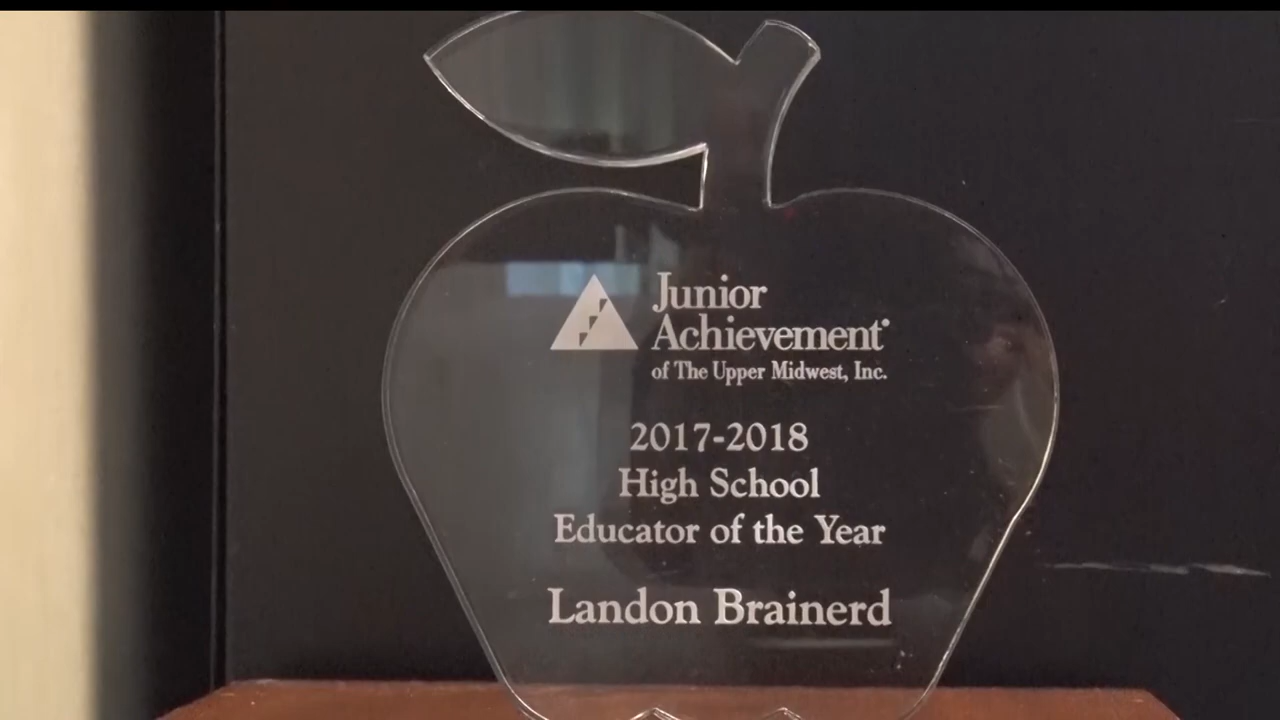 Junior
Achievement®
of The Upper Midwest, Inc.
2017-2018
High School
Educator of the Year
Landon Brainerd